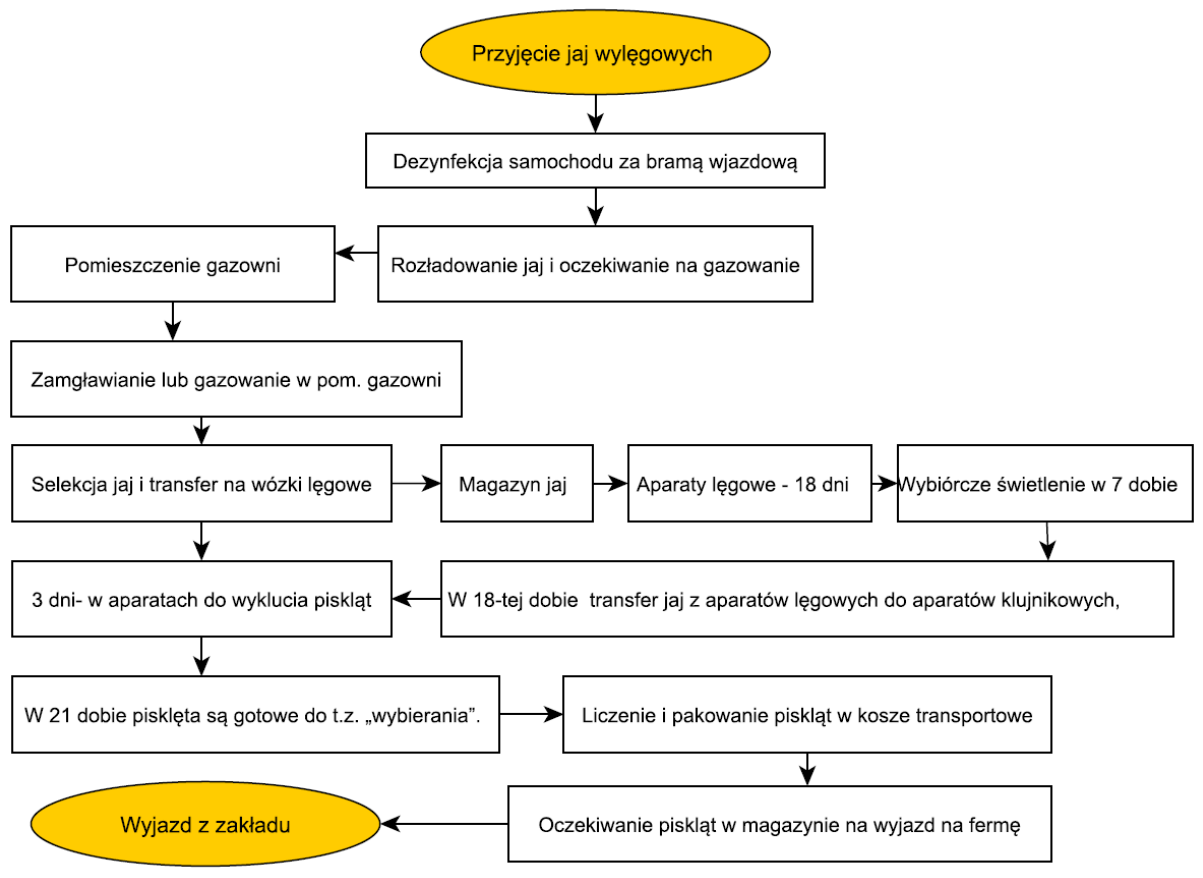 Przyjęcie jaj wylęgowych
Dezynfekcja samochodu za bramą wjazdową
Rozładowanie jaj i oczekiwanie na gazowanie
Pomieszczenie gazowni
Zamgławianie lub gazowanie w pom. gazowni
Selekcja jaj i transfer na wózki lęgowe
Magazyn jaj
Aparaty lęgowe - 18 dni
Wybiórcze świetlenie w 7 dobie
W 18-tej dobie  transfer jaj z aparatów lęgowych do aparatów klujnikowych,
3 dni- w aparatach do wyklucia piskląt
W 21 dobie pisklęta są gotowe do t.z. „wybierania”.
Liczenie i pakowanie piskląt w kosze transportowe
Oczekiwanie piskląt w magazynie na wyjazd na fermę
Wyjazd z zakładu